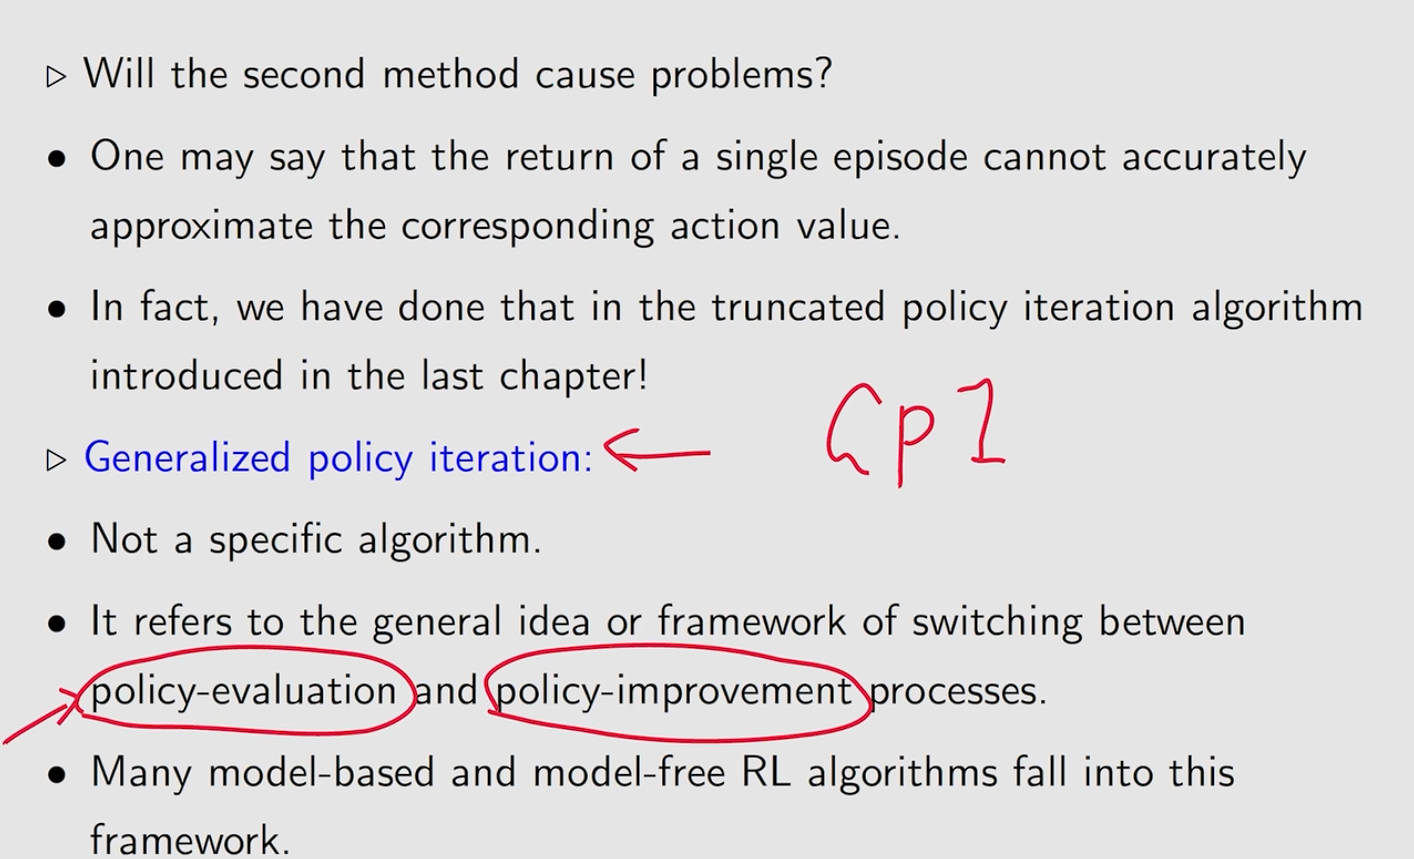 ▷ Will the second method cause problems?
• One may say that the return of a single episode cannot accurately
approximate the corresponding action value.
• In fact, we have done that in the truncated policy iteration algorithm
introduced in the last chapter!
GPI
▷ Generalized policy iteration:
• Not a specific algorithm.
• It refers to the general idea or framework of switching between
policy-evaluation and policy-improvement processes.
• Many model-based and model-free RL algorithms fall into this
framework.